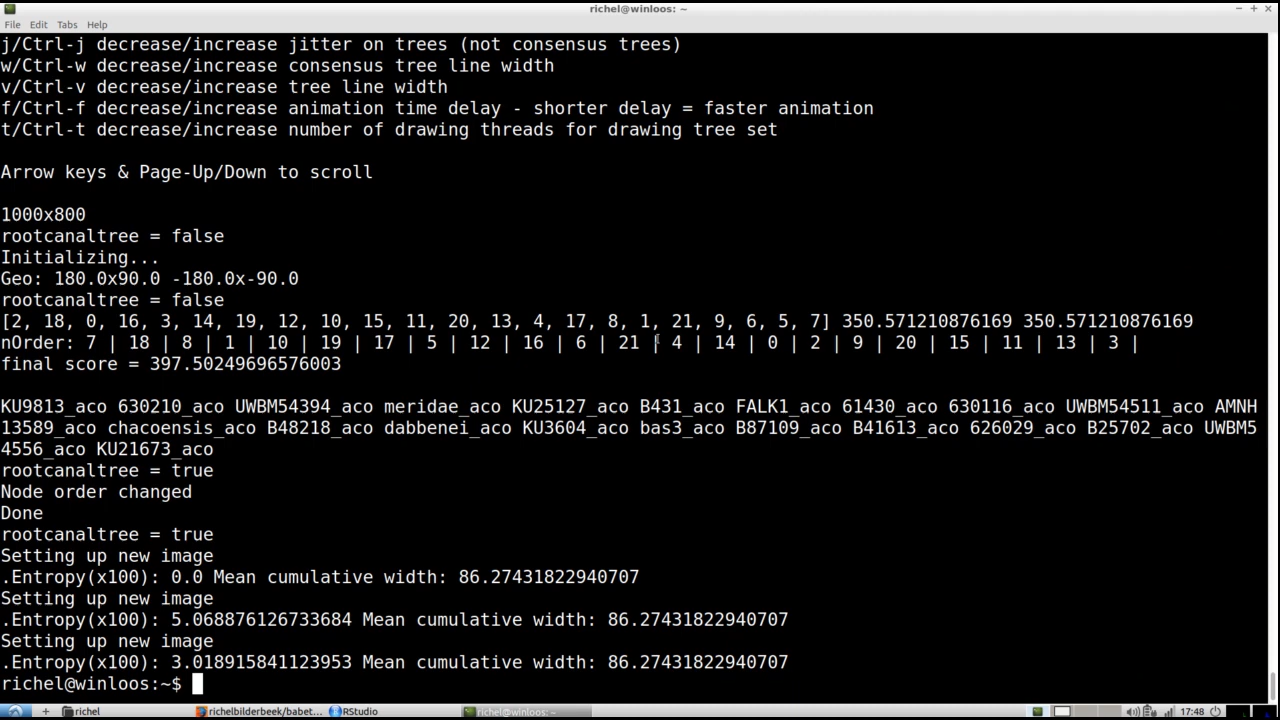 richel@winloos: ~
File Edit Tabs Help
j/Ctrl-j decrease/increase jitter on trees (not consensus trees)
w/Ctrl-w decrease/increase consensus tree line width
v/Ctrl-v decrease/increase tree line width
f/Ctrl-f decrease/increase animation time delay - shorter delay = faster animation
t/Ctrl-t decrease/increase number of drawing threads for drawing tree set
Arrow keys & Page-Up/Down to scroll
1000x800
rootcanaltree = false
Initializing...
Geo: 180.0x90.0 -180.0x-90.0
rootcanaltree = false
[2, 18, 0, 16, 3, 14, 19, 12, 10, 15, 11, 20, 13, 4, 17, 8, 1, 21, 9, 6, 5, 7] 350.571210876169 350.571210876169
nOrder: 7 | 18 | 8 | 1 | 10 | 19 | 17 | 5 | 12 | 16 | 6 | 21 | 4 | 14 | 0 | 2 | 9 | 20 | 15 | 11 | 13 | 3 |
final score = 397.50249696576003
KU9813_aco 630210_aco UWBM54394_aco meridae_aco KU25127_aco B431_aco FALK1_aco 61430_aco 630116_aco UWBM54511_aco AMNH
13589_aco chacoensis_aco B48218_aco dabbenei_aco KU3604_aco bas3_aco B87109_aco B41613_aco 626029_aco B25702_aco UWBM5
4556_aco KU21673_aco
rootcanaltree = true
Node order changed
Done
rootcanaltree = true
Setting up new image
.Entropy(x100): 0.0 Mean cumulative width: 86.27431822940707
Setting up new image
.Entropy(x100): 5.068876126733684 Mean cumulative width: 86.27431822940707
Setting up new image
.Entropy(x100): 3.018915841123953 Mean cumulative width: 86.27431822940707
richel@winloos:~$
richel richelbilderbeek/babet... RStudio richel@winloos: ~ 17:48